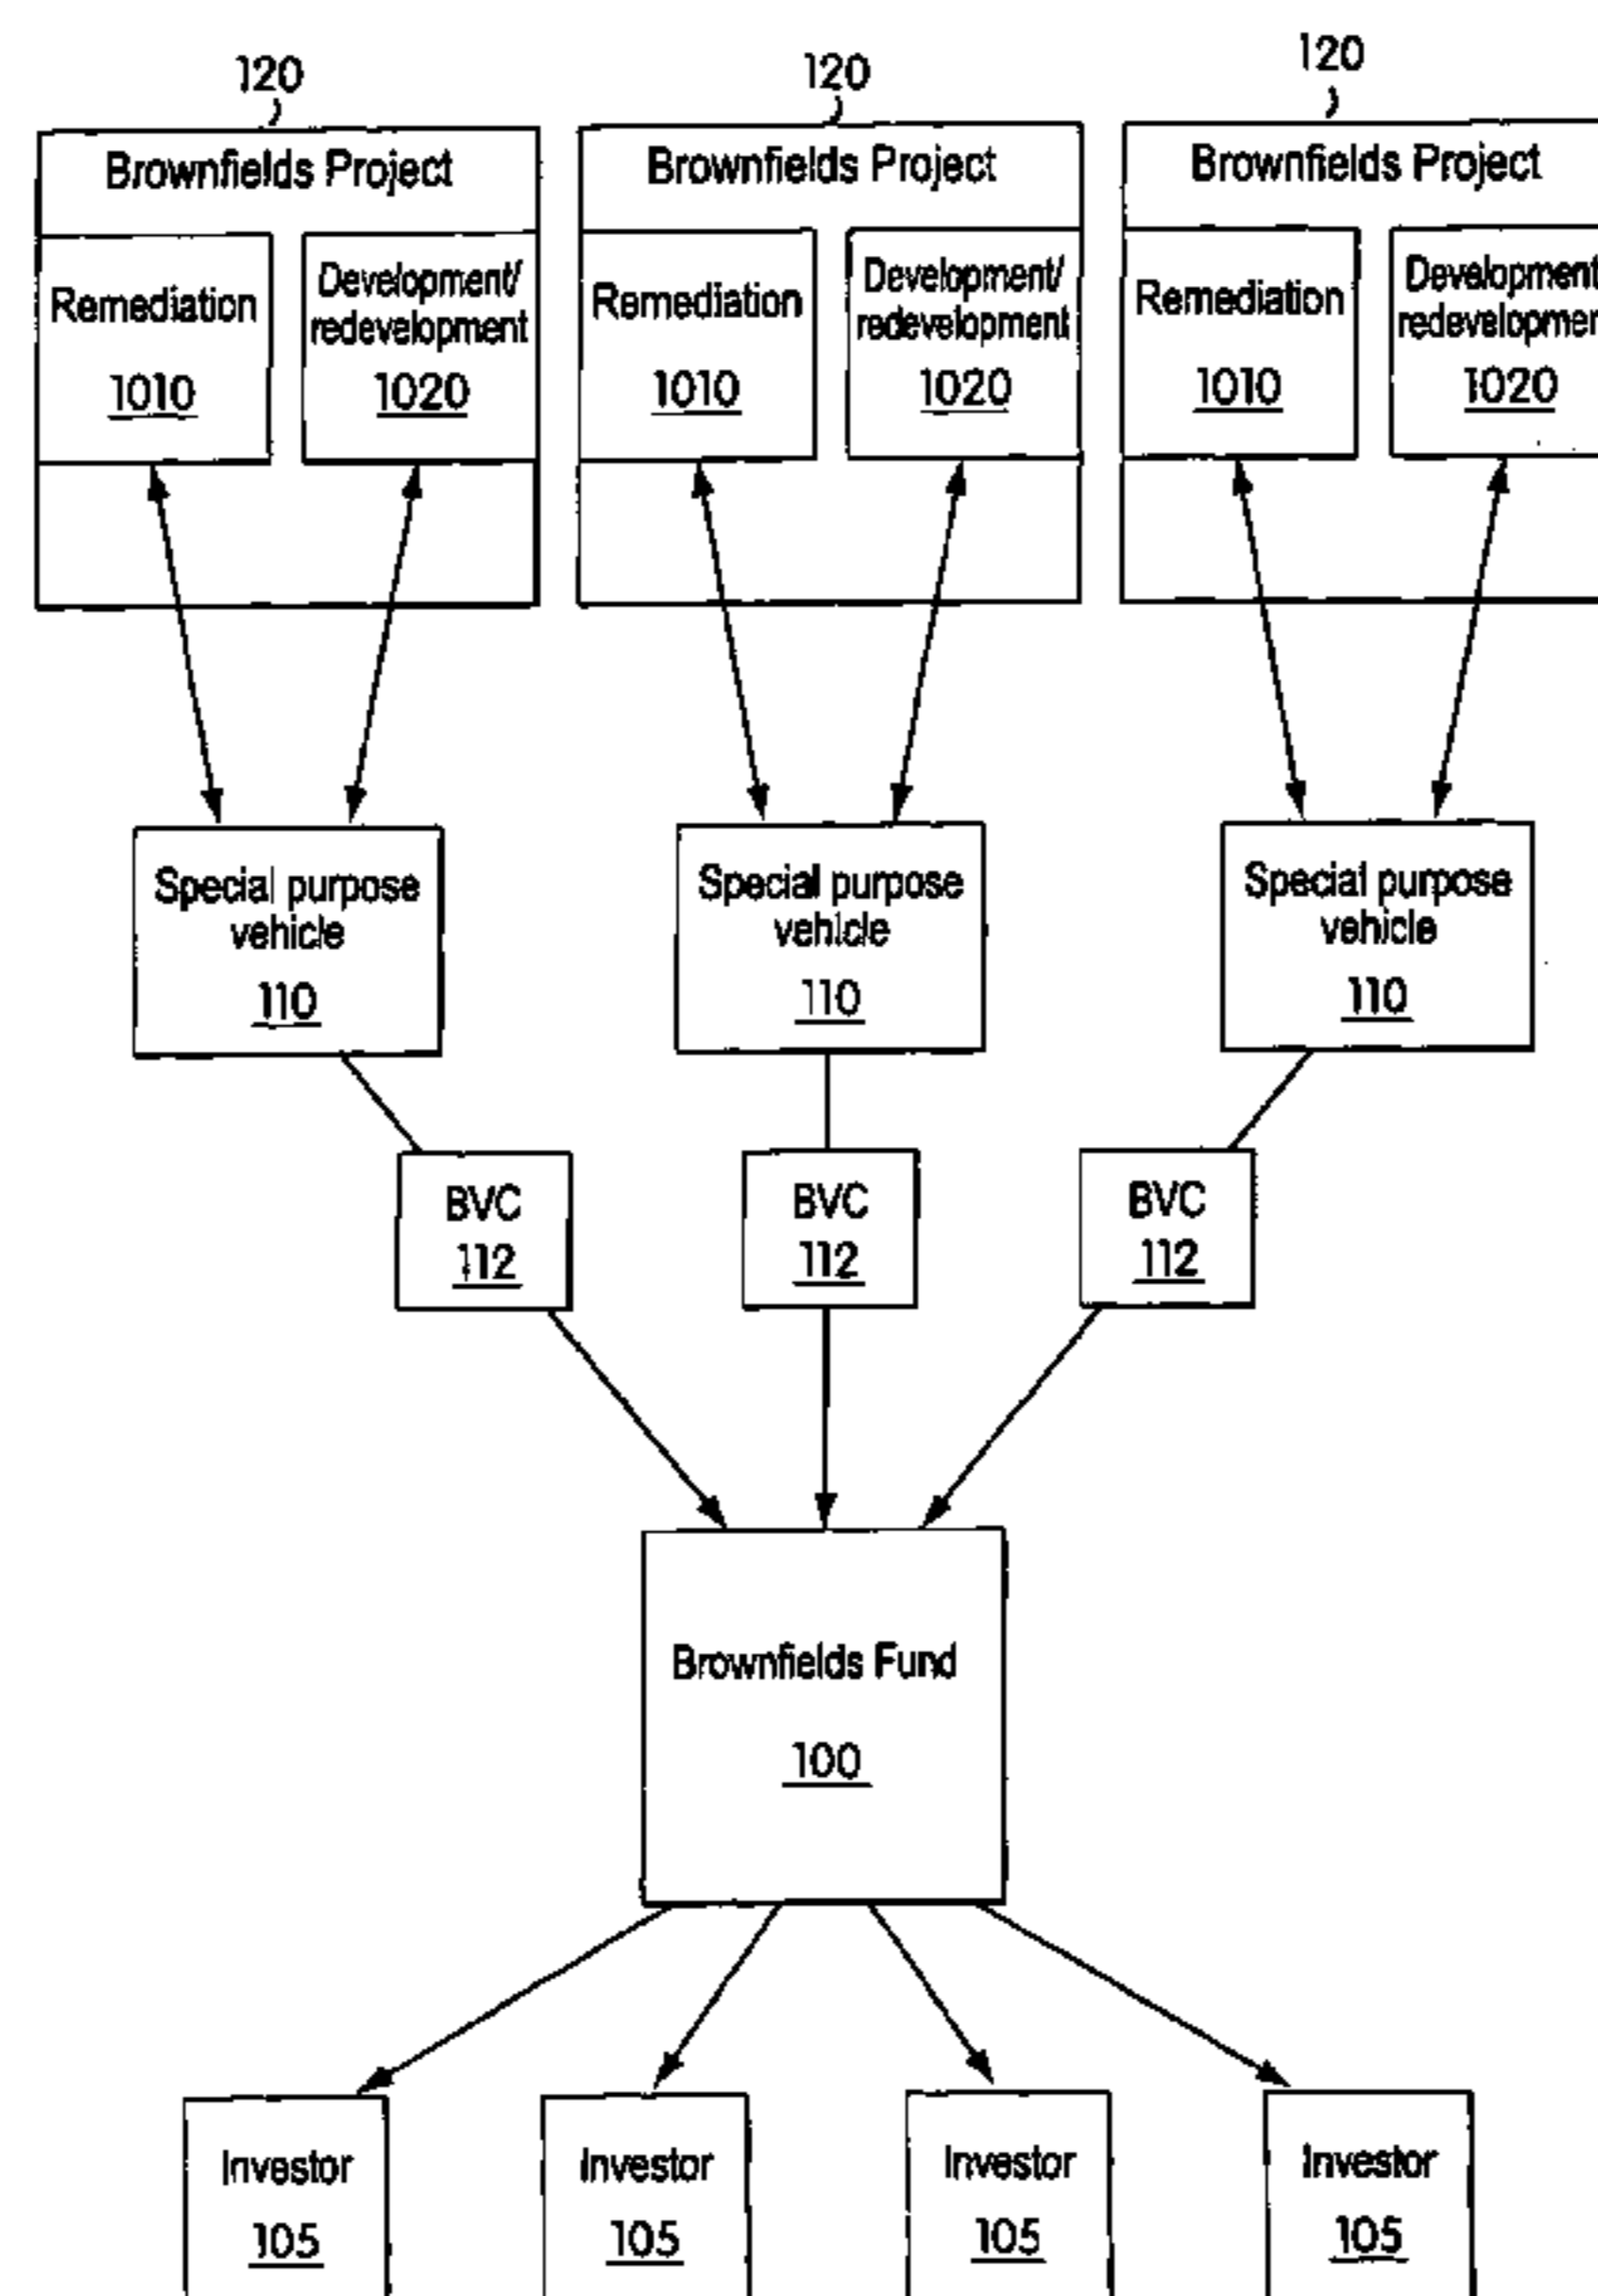 120
120
120
Brownfields Project
Brownfields Project
Brownfields Project
Remediation
1010
Development/
redevelopment
1020
Remediation
1010
Development/
redevelopment
1020
Remediation
1010
Development
redevelopmen
1020
Special purpose
vehicle
110
Special purpose
vehicle
110
Special purpose
vehicle
110
BVC
112
BVC
112
BVC
112
Brownfields Fund
100
Investor
105
Investor
105
Investor
105
Investor
105